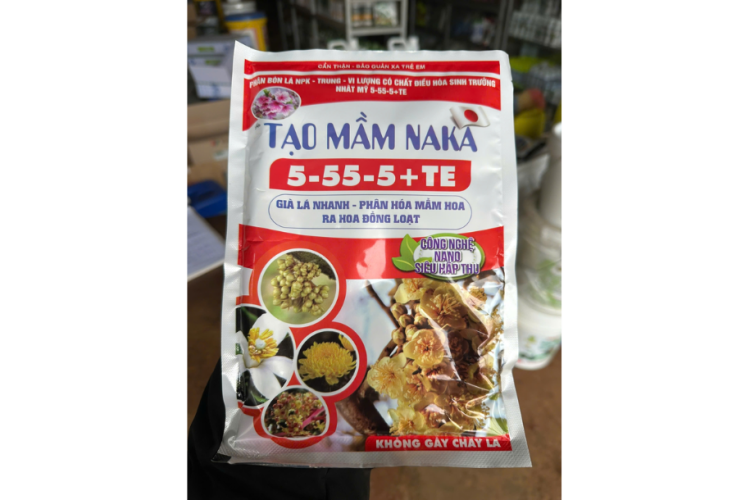 CẨN THẬN - BẢO QUẢN XA TRẺ EM
PHÂN BÓN LÁ NPK - TRUNG - VI LƯỢNG CÓ CHẤT ĐIỀU HÒA SINH TRƯỞNG
NHẬT MỸ 5-55-5+TE
TẠO MẦM NAKA
5-55-5+TE
GIÀ LÁ NHANH - PHÂN HÓA MẦM HOA
RA HOA ĐỒNG LOẠT
CÔNG NGHỆ
NANO
SIÊU HẤP THU
KHÔNG GÂY CHÁY LÁ